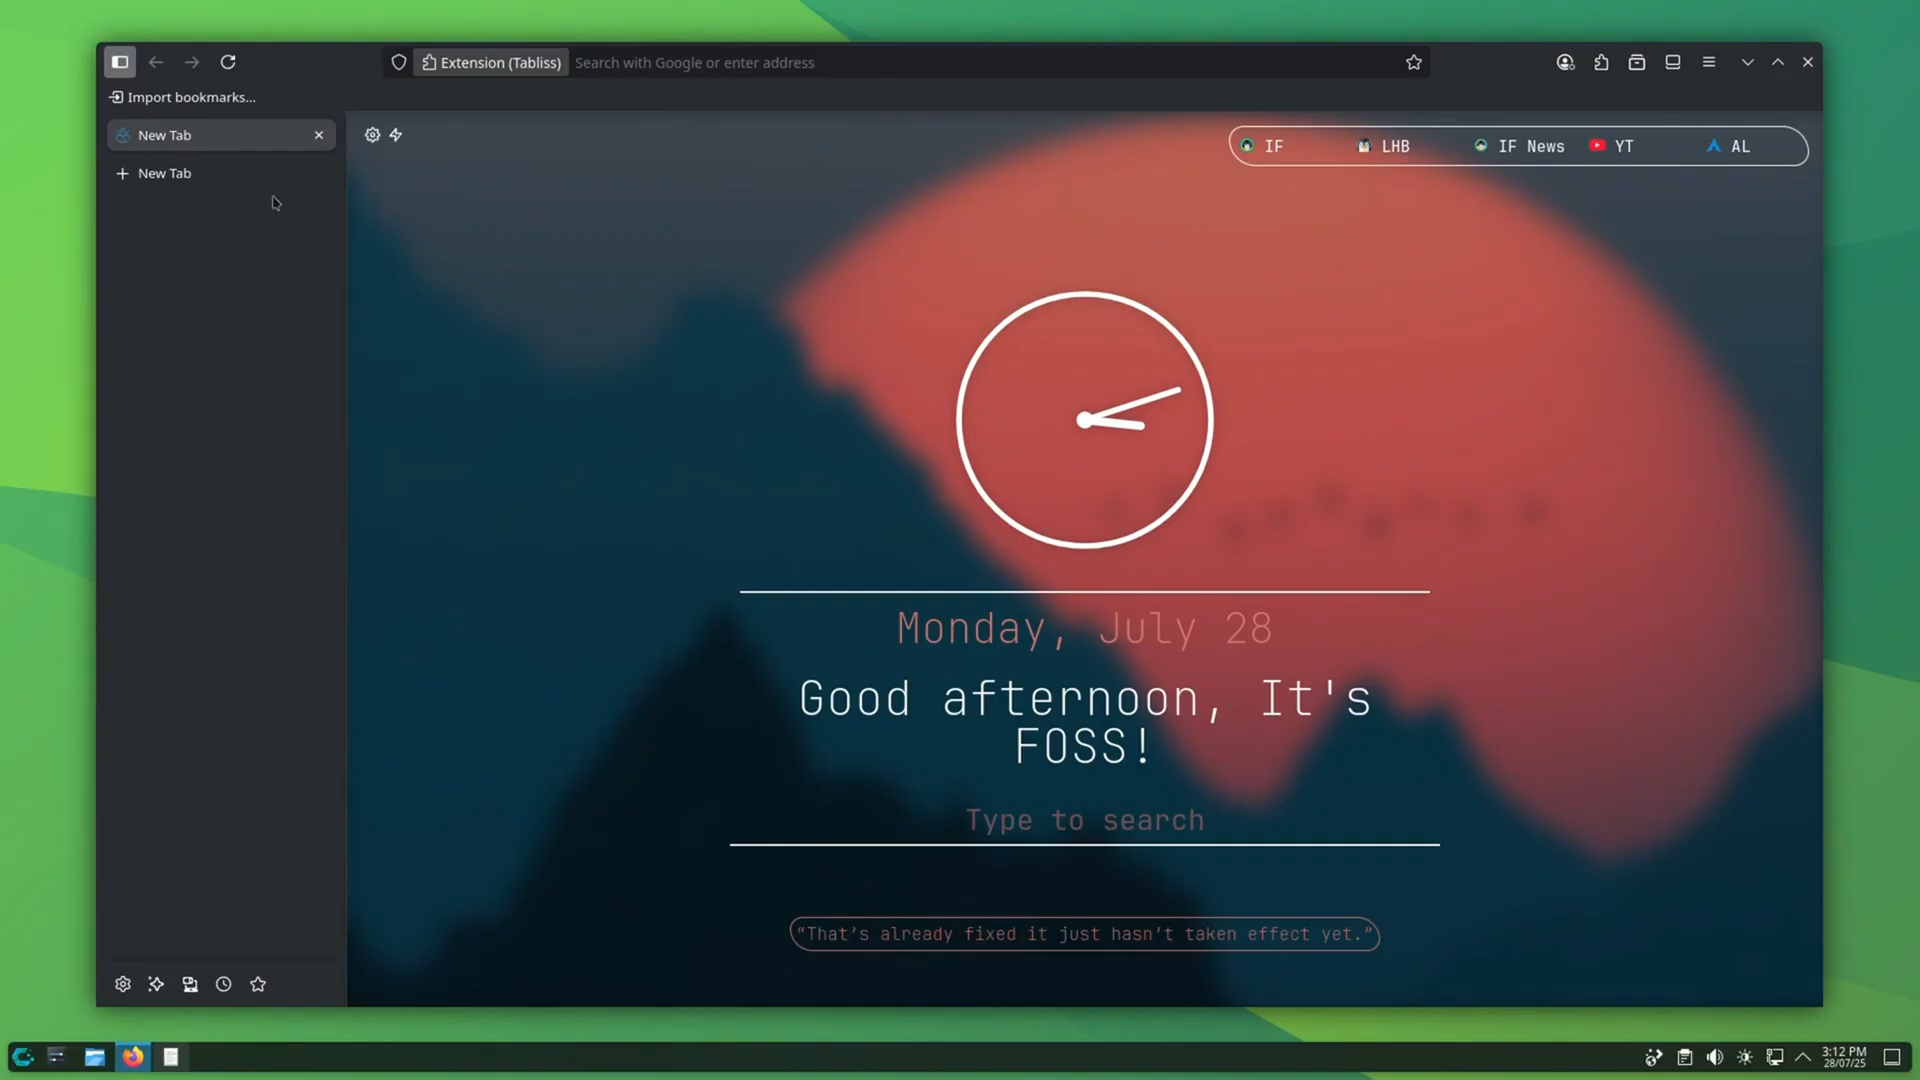 Extension (Tabliss) Search with Google or enter address
Import bookmarks...
New Tab
New Tab
IF LHB IF News YT AL
Monday, July 28
Good afternoon, It's
FOSS!
Type to search
“That’s already fixed it just hasn’t taken effect yet.”
3:12 PM
28/07/25